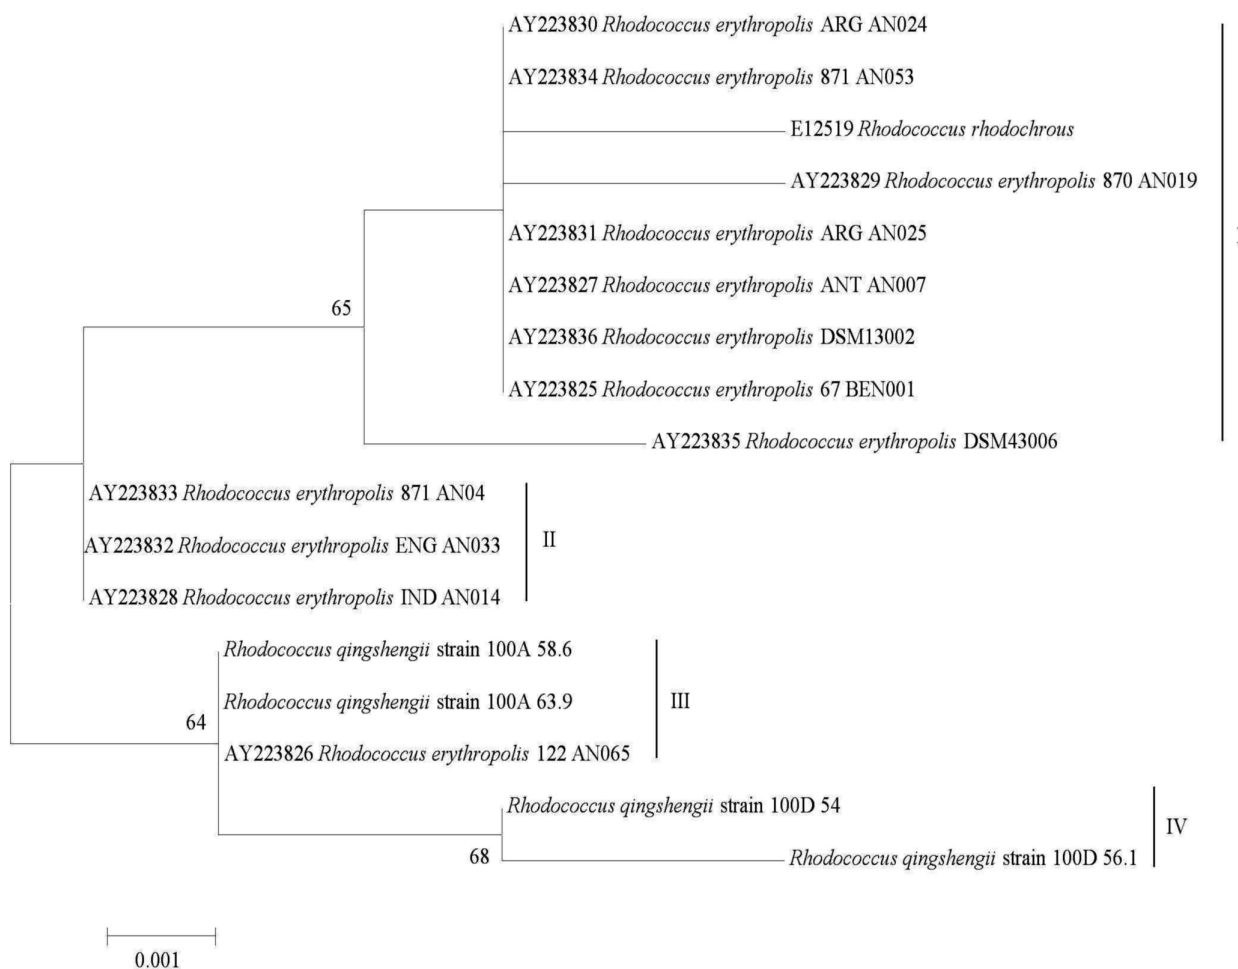 AY223830 Rhodococcus erythropolis ARG AN024
AY223834 Rhodococcus erythropolis 871 AN053
E12519 Rhodococcus rhodochrous
AY223829 Rhodococcus erythropolis 870 AN019
AY223831 Rhodococcus erythropolis ARG AN025
AY223827 Rhodococcus erythropolis ANT AN007
65
AY223836 Rhodococcus erythropolis DSM13002
AY223825 Rhodococcus erythropolis 67 BEN001
AY223835 Rhodococcus erythropolis DSM43006
AY223833 Rhodococcus erythropolis 871 AN04
AY223832 Rhodococcus erythropolis ENG AN033
II
AY223828 Rhodococcus erythropolis IND AN014
Rhodococcus qingshengii strain 100A 58.6
Rhodococcus qingshengii strain 100A 63.9
III
64
AY223826 Rhodococcus erythropolis 122 AN065
Rhodococcus qingshengii strain 100D 54
IV
68
Rhodococcus qingshengii strain 100D 56.1
0.001